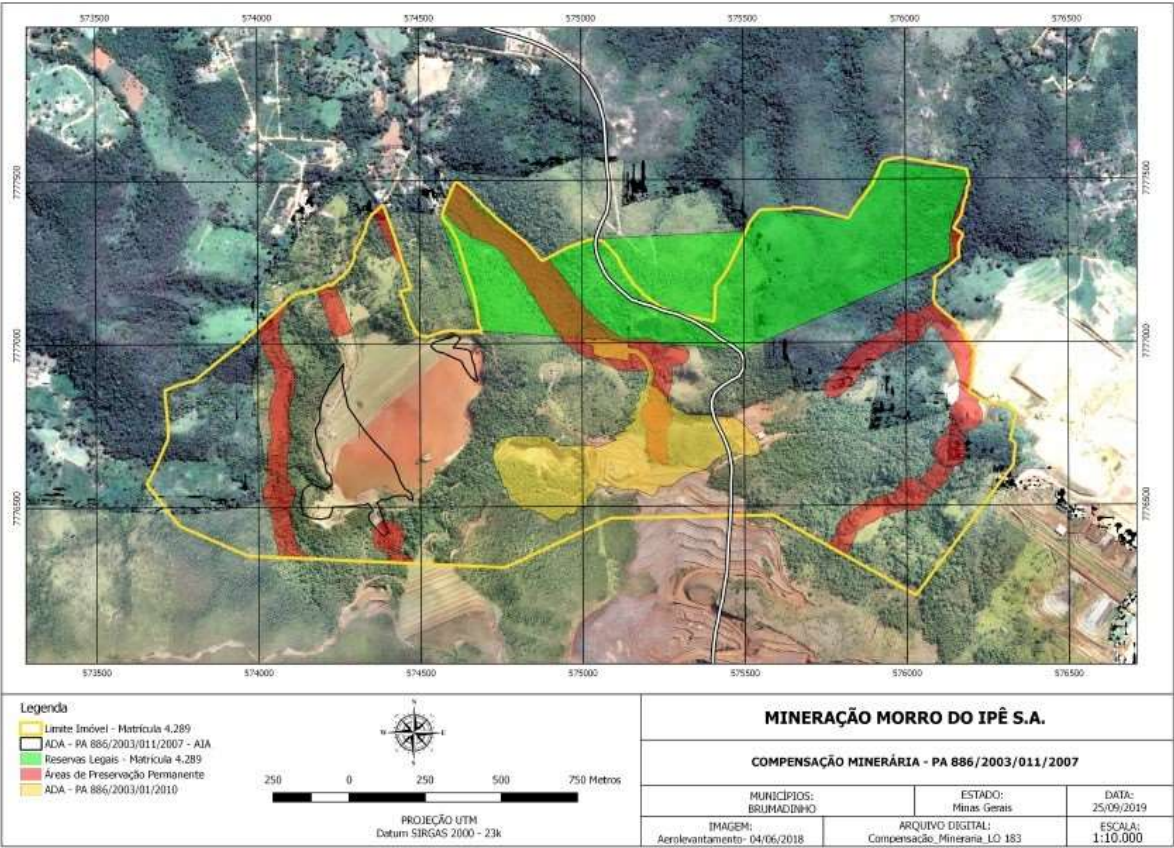 573500 574000 574500 575000 575500 576000 576500
7777500 7777500
7777000 7777000
7776500 7776500
573500 574000 574500 575000 575500 576000 576500
Legenda
Limite Imóvel - Matrícula 4.289
ADA - PA 886/2003/011/2007 - AIA
Reservas Legais - Matrícula 4.289
Áreas de Preservação Permanente
ADA - PA 886/2003/01/2010
N
W E
S
250 0 250 500 750 Metros
PROJEÇÃO UTM
Datum SIRGAS 2000 - 23k
MINERAÇÃO MORRO DO IPÊ S.A.
COMPENSAÇÃO MINERÁRIA - PA 886/2003/011/2007
MUNICÍPIOS:
BRUMADINHO
ESTADO:
Minas Gerais
DATA:
25/09/2019
IMAGEM:
Aerolevantamento- 04/06/2018
ARQUIVO DIGITAL:
Compensação_Mineraria_LO 183
ESCALA:
1:10.000